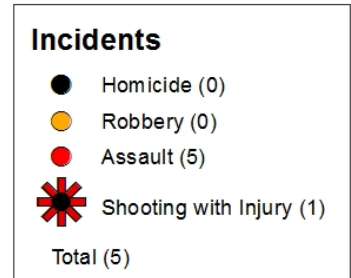 Incidents
Homicide (0)
Robbery (0)
Assault (5)
Shooting with Injury (1)
Total (5)